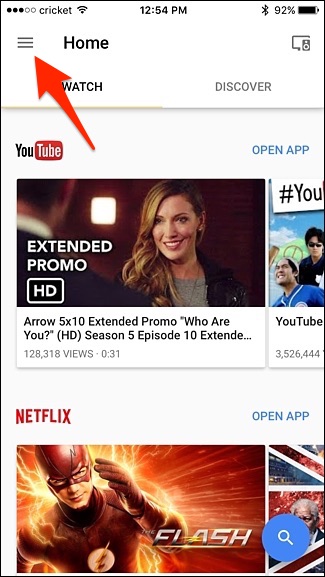 cricket 12:54 PM 92%
Home
WATCH DISCOVER
YouTube OPEN APP
EXTENDED
PROMO
HD
#You
Arrow 5x10 Extended Promo "Who Are
You?" (HD) Season 5 Episode 10 Extende...
128,318 VIEWS · 0:31
YouTube
3,526,444
NETFLIX OPEN APP
THE FLASH